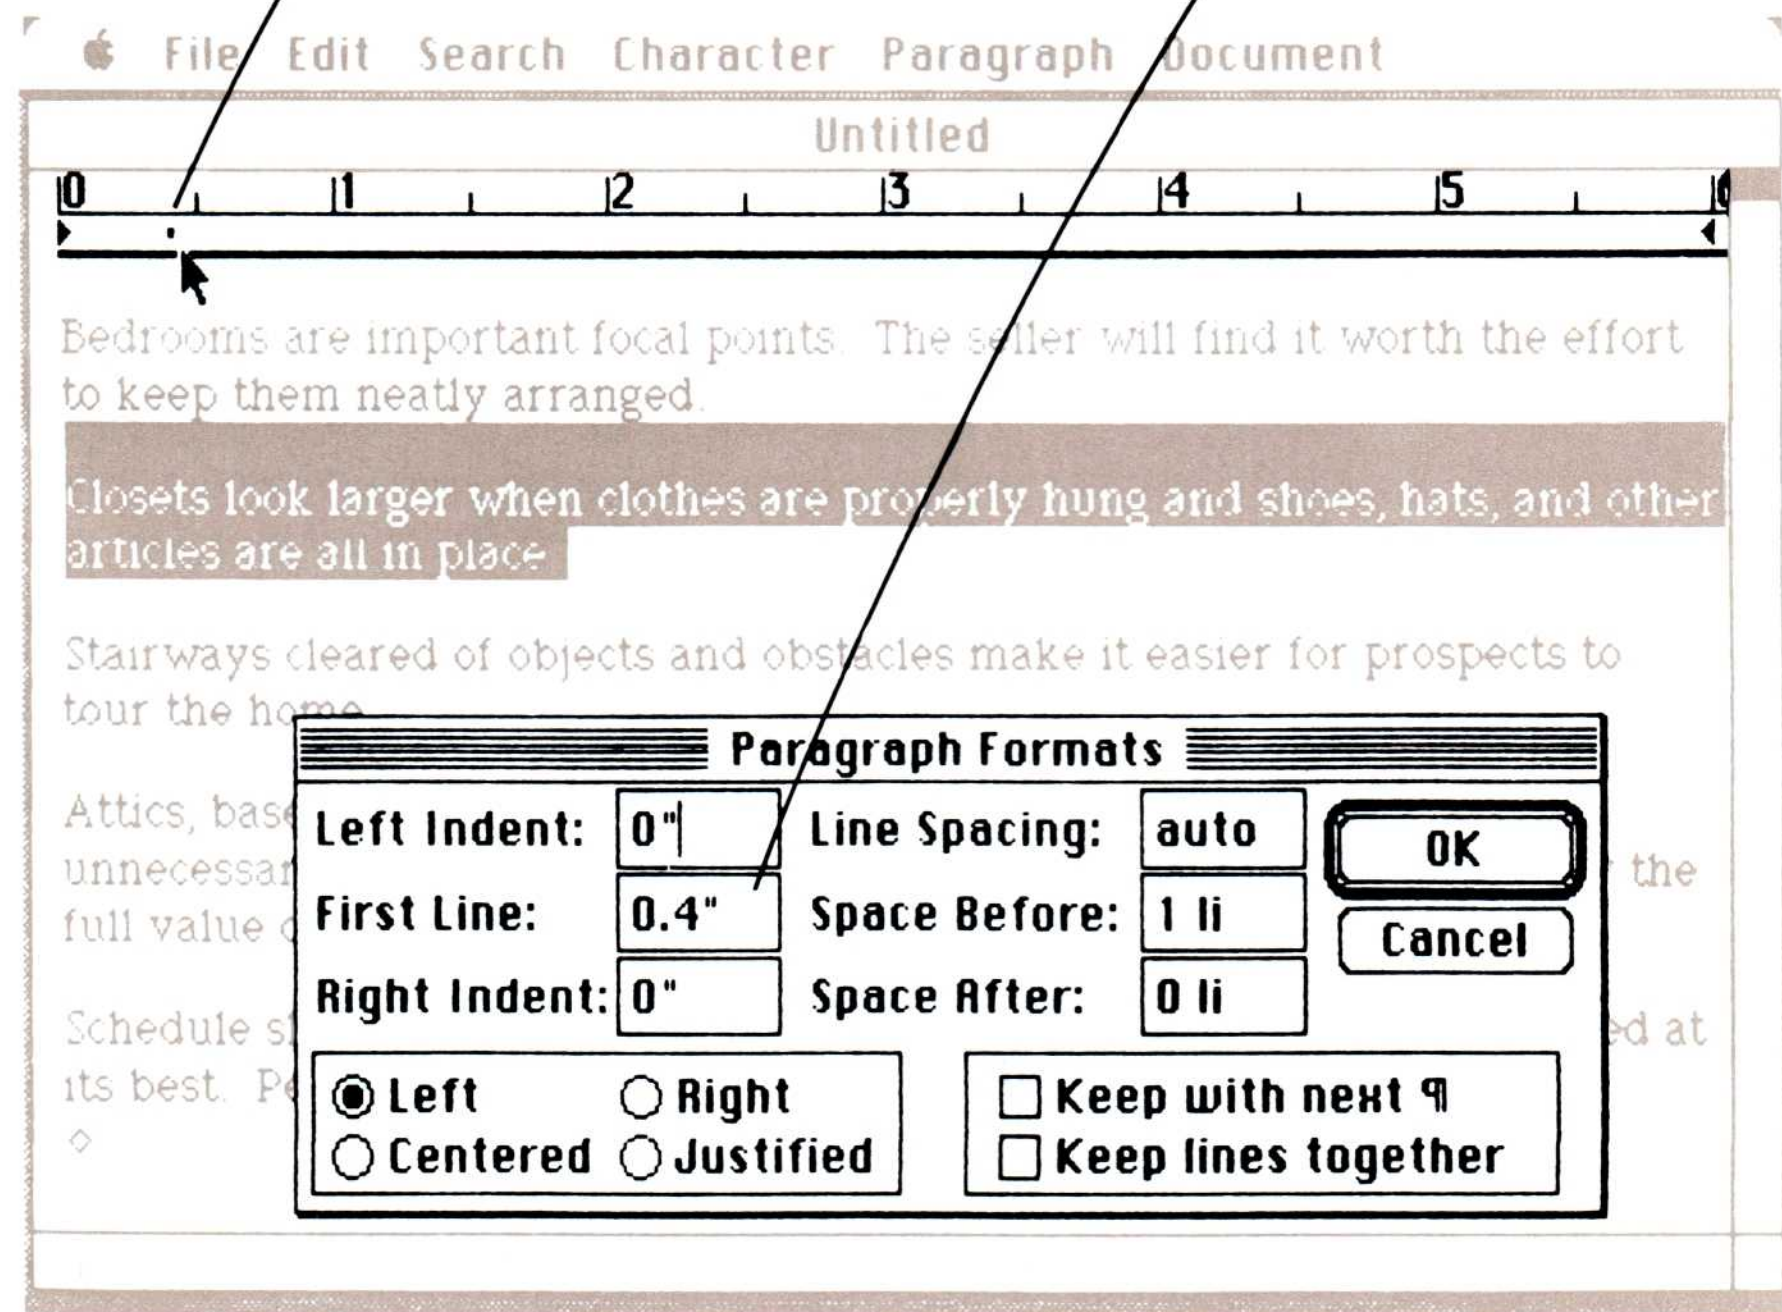 File Edit Search Character Paragraph Document
Untitled
0 1 2 3 4 5
Bedrooms are important focal points. The seller will find it worth the effort
to keep them neatly arranged.
Closets look larger when clothes are properly hung and shoes, hats, and other
articles are all in place
Stairways cleared of objects and obstacles make it easier for prospects to
tour the home
Paragraph Formats
Attics,
Left Indent: 0" Line Spacing: auto OK
the
First Line: 0.4" Space Before: 1 li Cancel
full value
Right Indent: 0" Space After: 0 li
Schedule
at
its best.
Left Right Keep with next ¶
Centered Justified Keep lines together